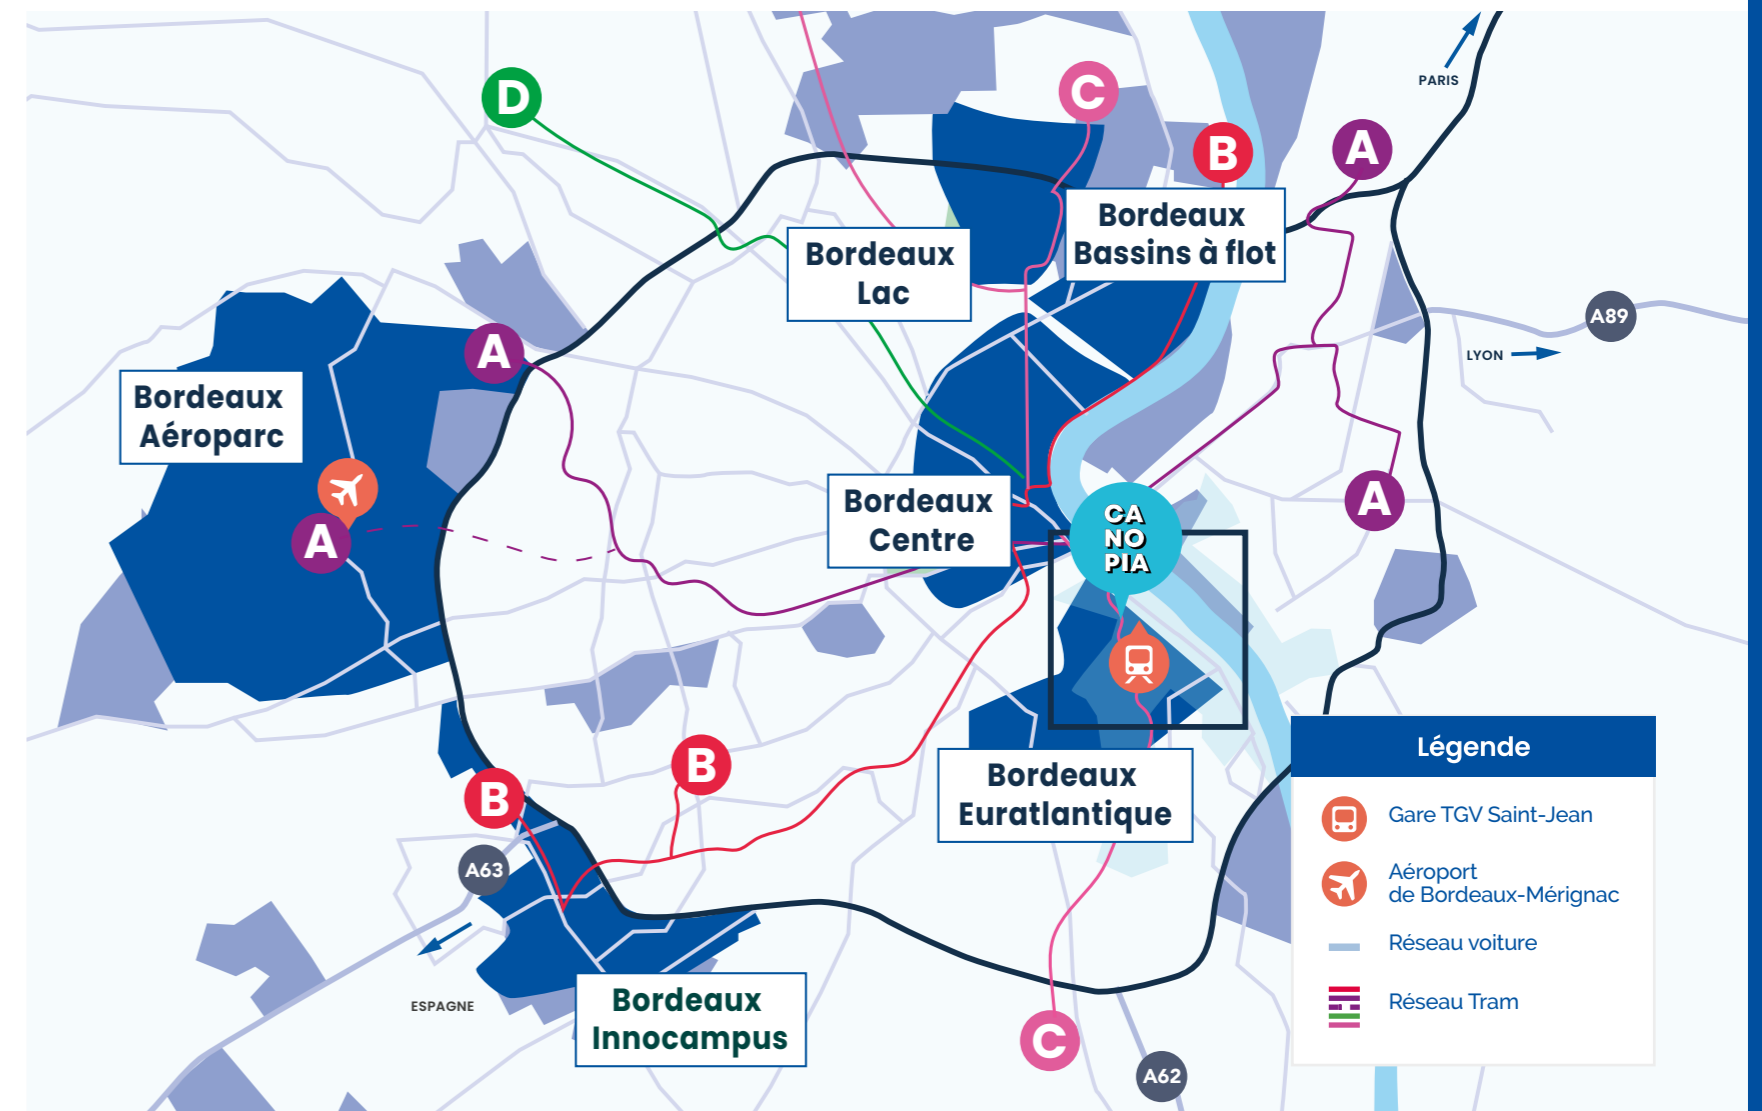 PARIS
D
C
B
A
Bordeaux
Bassins à flot
Bordeaux
Lac
A89
LYON
A
Bordeaux
Aéroparc
A
Bordeaux
Centre
CA
NO
PIA
A
Bordeaux
Euratlantique
B
B
A63
ESPAGNE
Bordeaux
Innocampus
C
A62
Légende
Gare TGV Saint-Jean
Aéroport
de Bordeaux-Mérignac
Réseau voiture
Réseau Tram